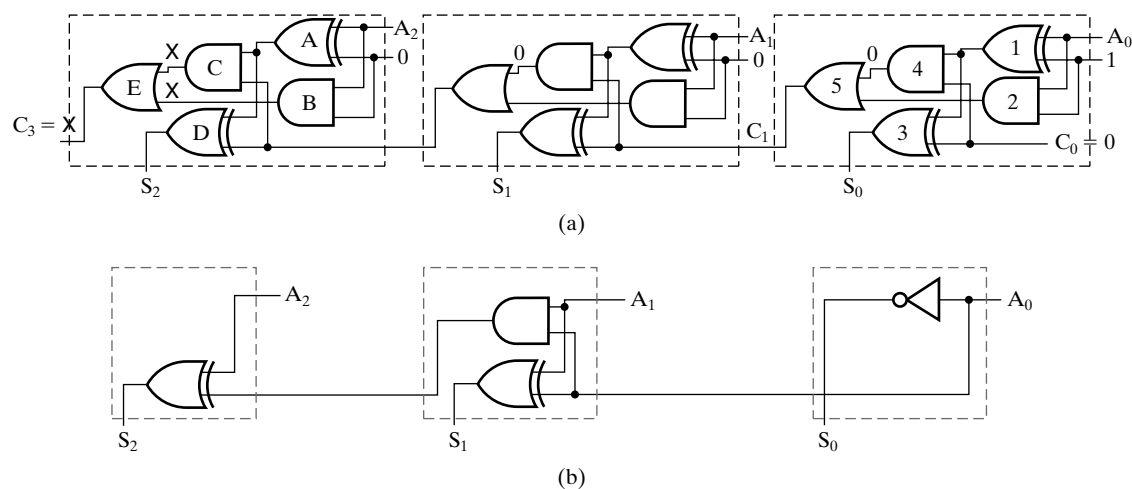 A A₂ A₁ 1 A₀
X C 0 0 0 0 4 1
E X B 5 2
C₃ = X D C₁ 3 C₀ = 0
S₂ S₁ S₀
(a)
A₂ A₁ A₀
S₂ S₁ S₀
(b)